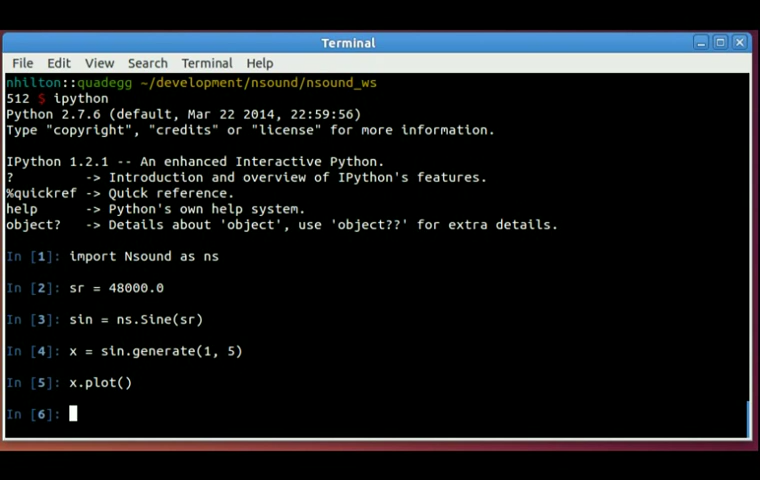 Terminal
File Edit View Search Terminal Help
nhilton::quadegg ~/development/nsound/nsound_ws
512 $ ipython
Python 2.7.6 (default, Mar 22 2014, 22:59:56)
Type "copyright", "credits" or "license" for more information.
IPython 1.2.1 -- An enhanced Interactive Python.
? -> Introduction and overview of IPython's features.
%quickref -> Quick reference.
help -> Python's own help system.
object? -> Details about 'object', use 'object??' for extra details.
In [1]: import Nsound as ns
In [2]: sr = 48000.0
In [3]: sin = ns.Sine(sr)
In [4]: x = sin.generate(1, 5)
In [5]: x.plot()
In [6]: